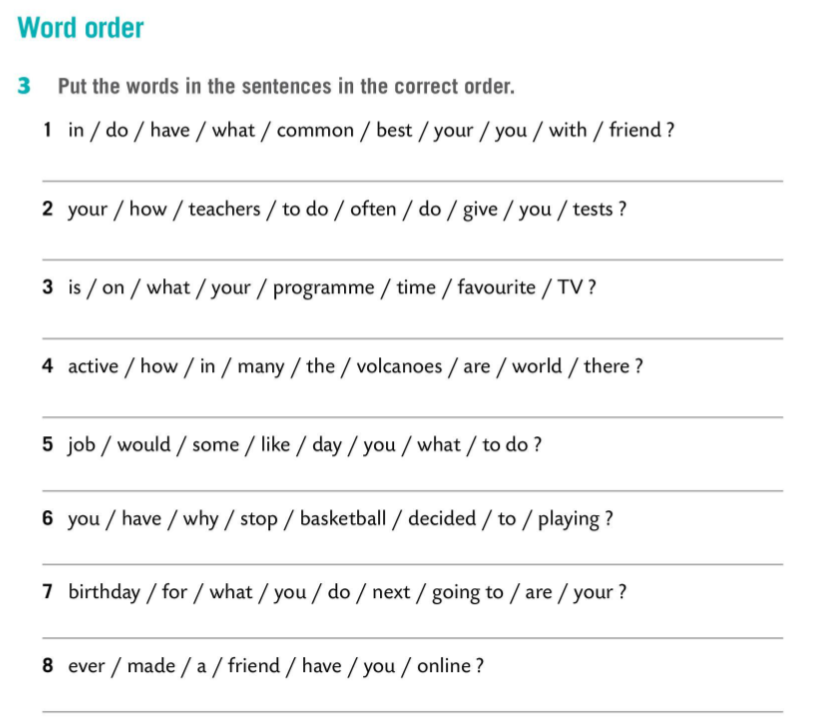 Word order
3 Put the words in the sentences in the correct order.
1 in / do / have / what / common / best / your / you / with / friend ?
2 your / how / teachers / to do / often / do / give / you / tests ?
3 is / on / what / your / programme / time / favourite / TV ?
4 active / how / in / many / the / volcanoes / are / world / there ?
5 job / would / some / like / day / you / what / to do ?
6 you / have / why / stop / basketball / decided / to / playing ?
7 birthday / for / what / you / do / next / going to / are / your ?
8 ever / made / a / friend / have / you / online ?